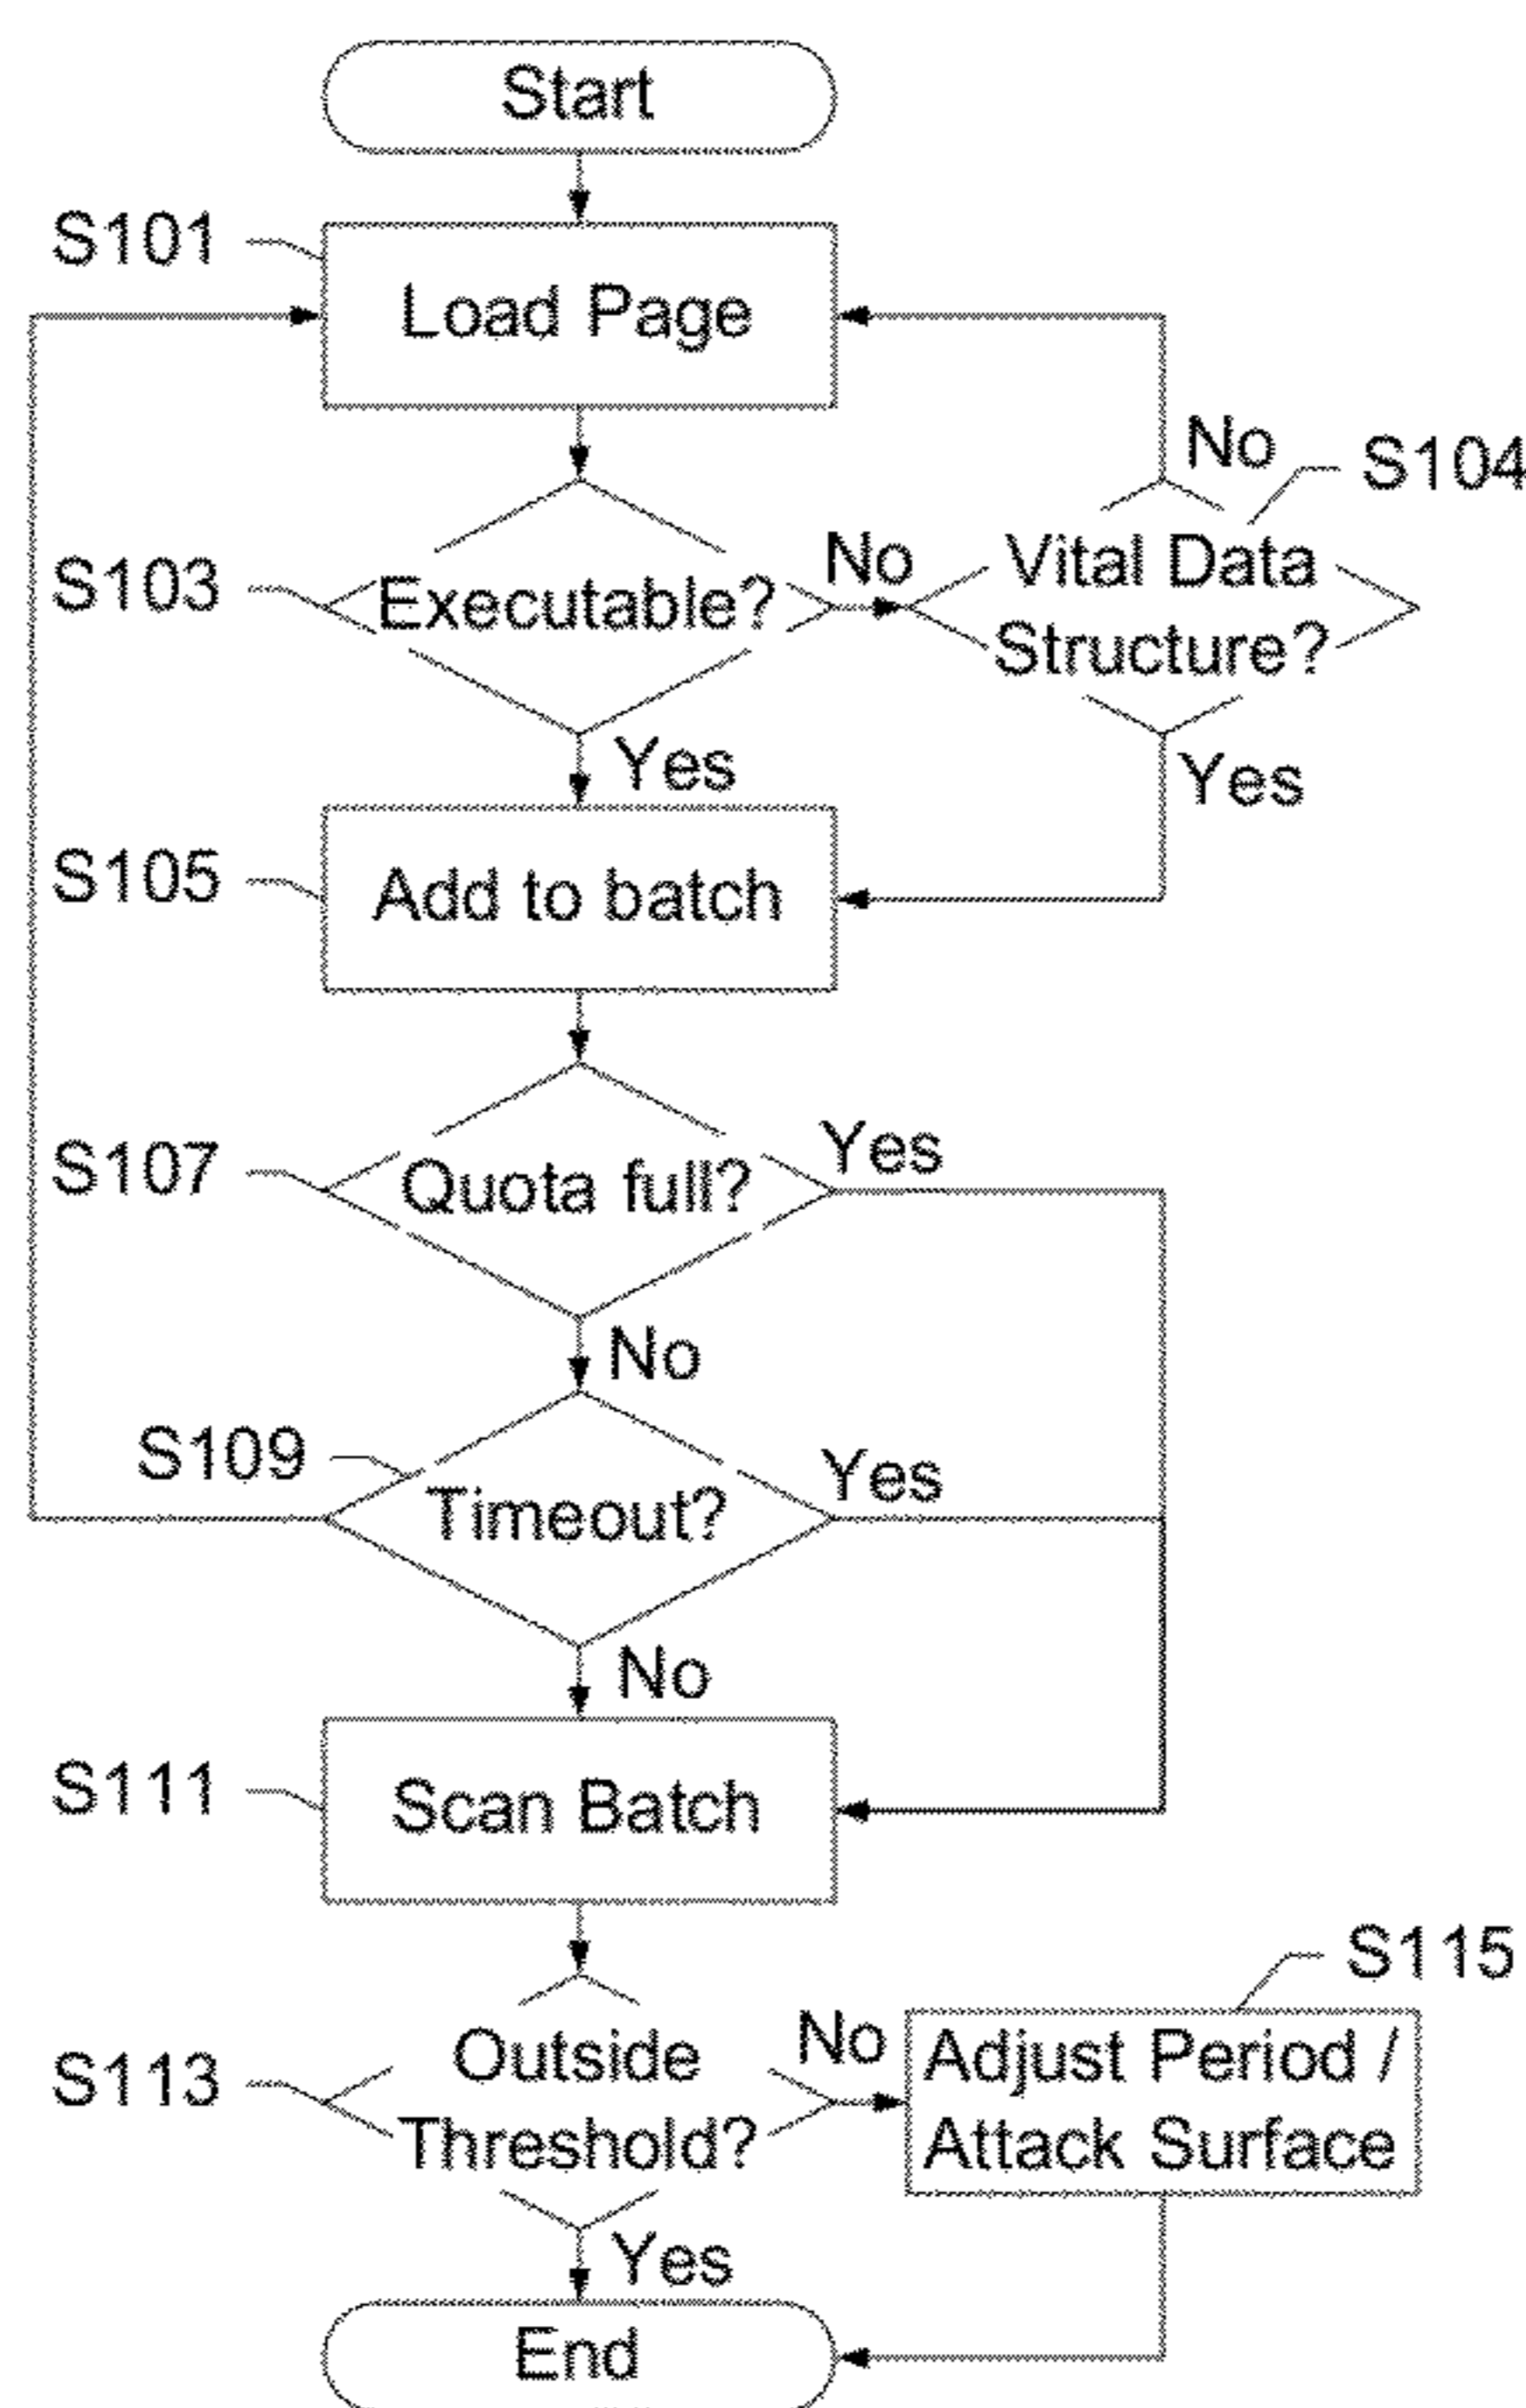 Start
S101
Load Page
No
S104
S103
Executable?
No
Vital Data
Structure?
Yes
Yes
S105
Add to batch
S107
Quota full?
Yes
No
S109
Timeout?
Yes
No
S111
Scan Batch
S115
S113
Outside
Threshold?
No
Adjust Period /
Attack Surface
Yes
End